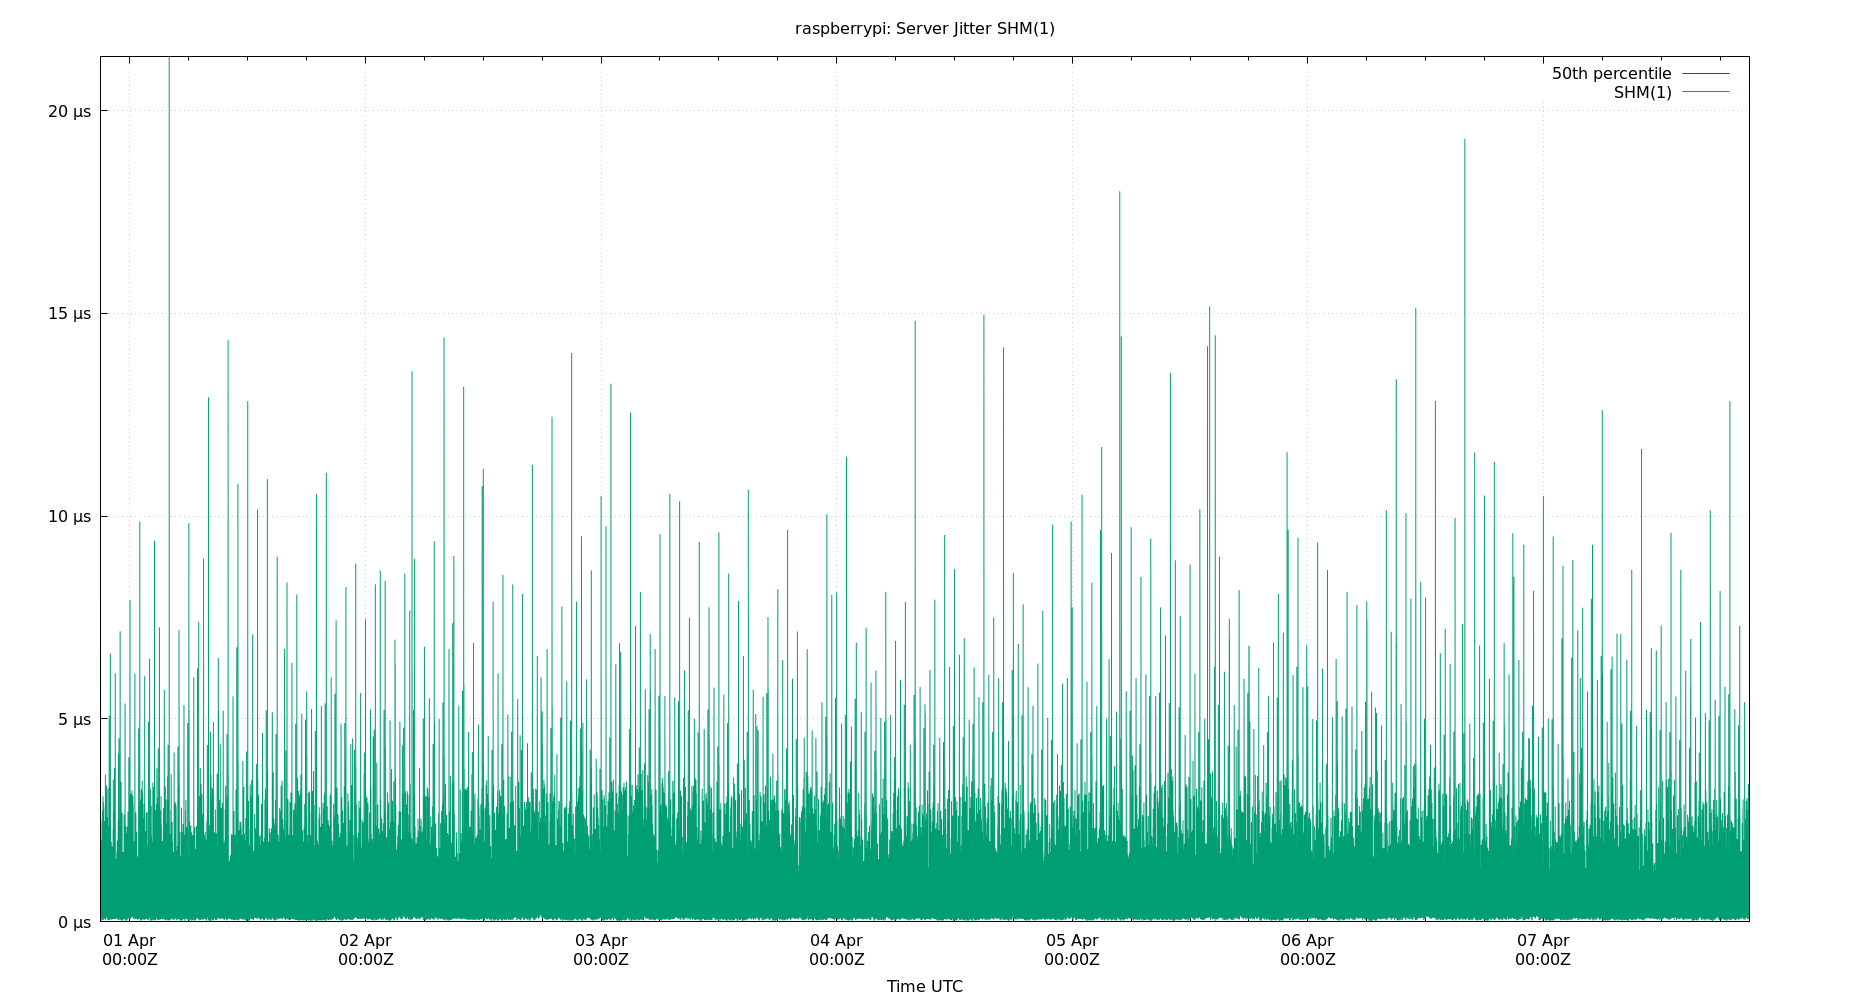 raspberrypi: Server Jitter SHM(1)
50th percentile
SHM(1)
20 µs
15 µs
10 µs
5 µs
0 µs
01 Apr 02 Apr 03 Apr 04 Apr 05 Apr 06 Apr 07 Apr
00:00Z 00:00Z 00:00Z 00:00Z 00:00Z 00:00Z 00:00Z
Time UTC